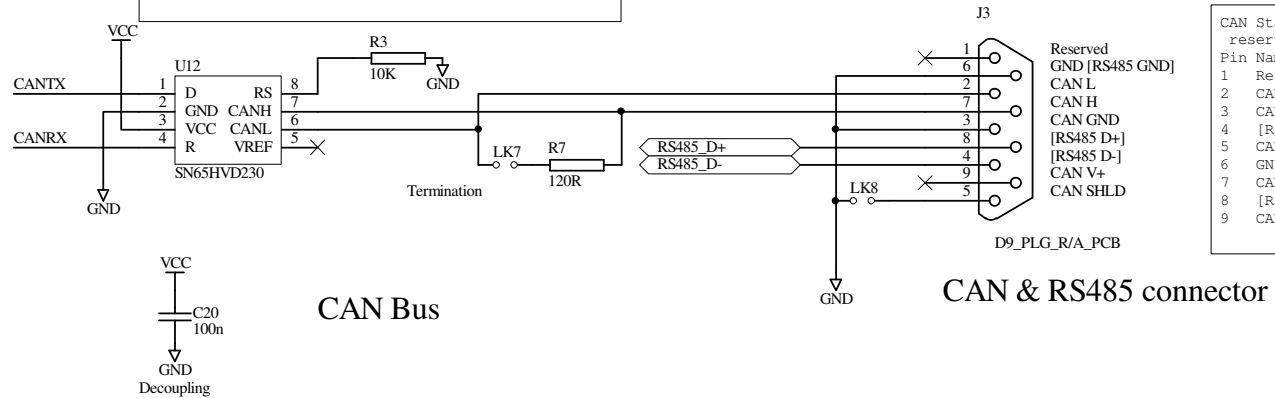 J3
VCC
U12
R3
10K
GND
CANTX
CANRX
1 D
2 GND
3 VCC
4 R
RS 8
CANH 7
CANL 6
VREF 5
SN65HVD230
GND
LK7
R7
120R
Termination
RS485_D+
RS485_D-
LK8
GND
1 Reserved
6 GND [RS485 GND]
2 CAN L
7 CAN H
3 CAN GND
8 [RS485 D+]
4 [RS485 D-]
9 CAN V+
5 CAN SHLD
D9_PLG_R/A_PCB
CAN & RS485 connector
VCC
C20
100n
GND
Decoupling
CAN Bus
CAN
reser
Pin
1
2
3
4 [R
5
6
7
8 [R
9